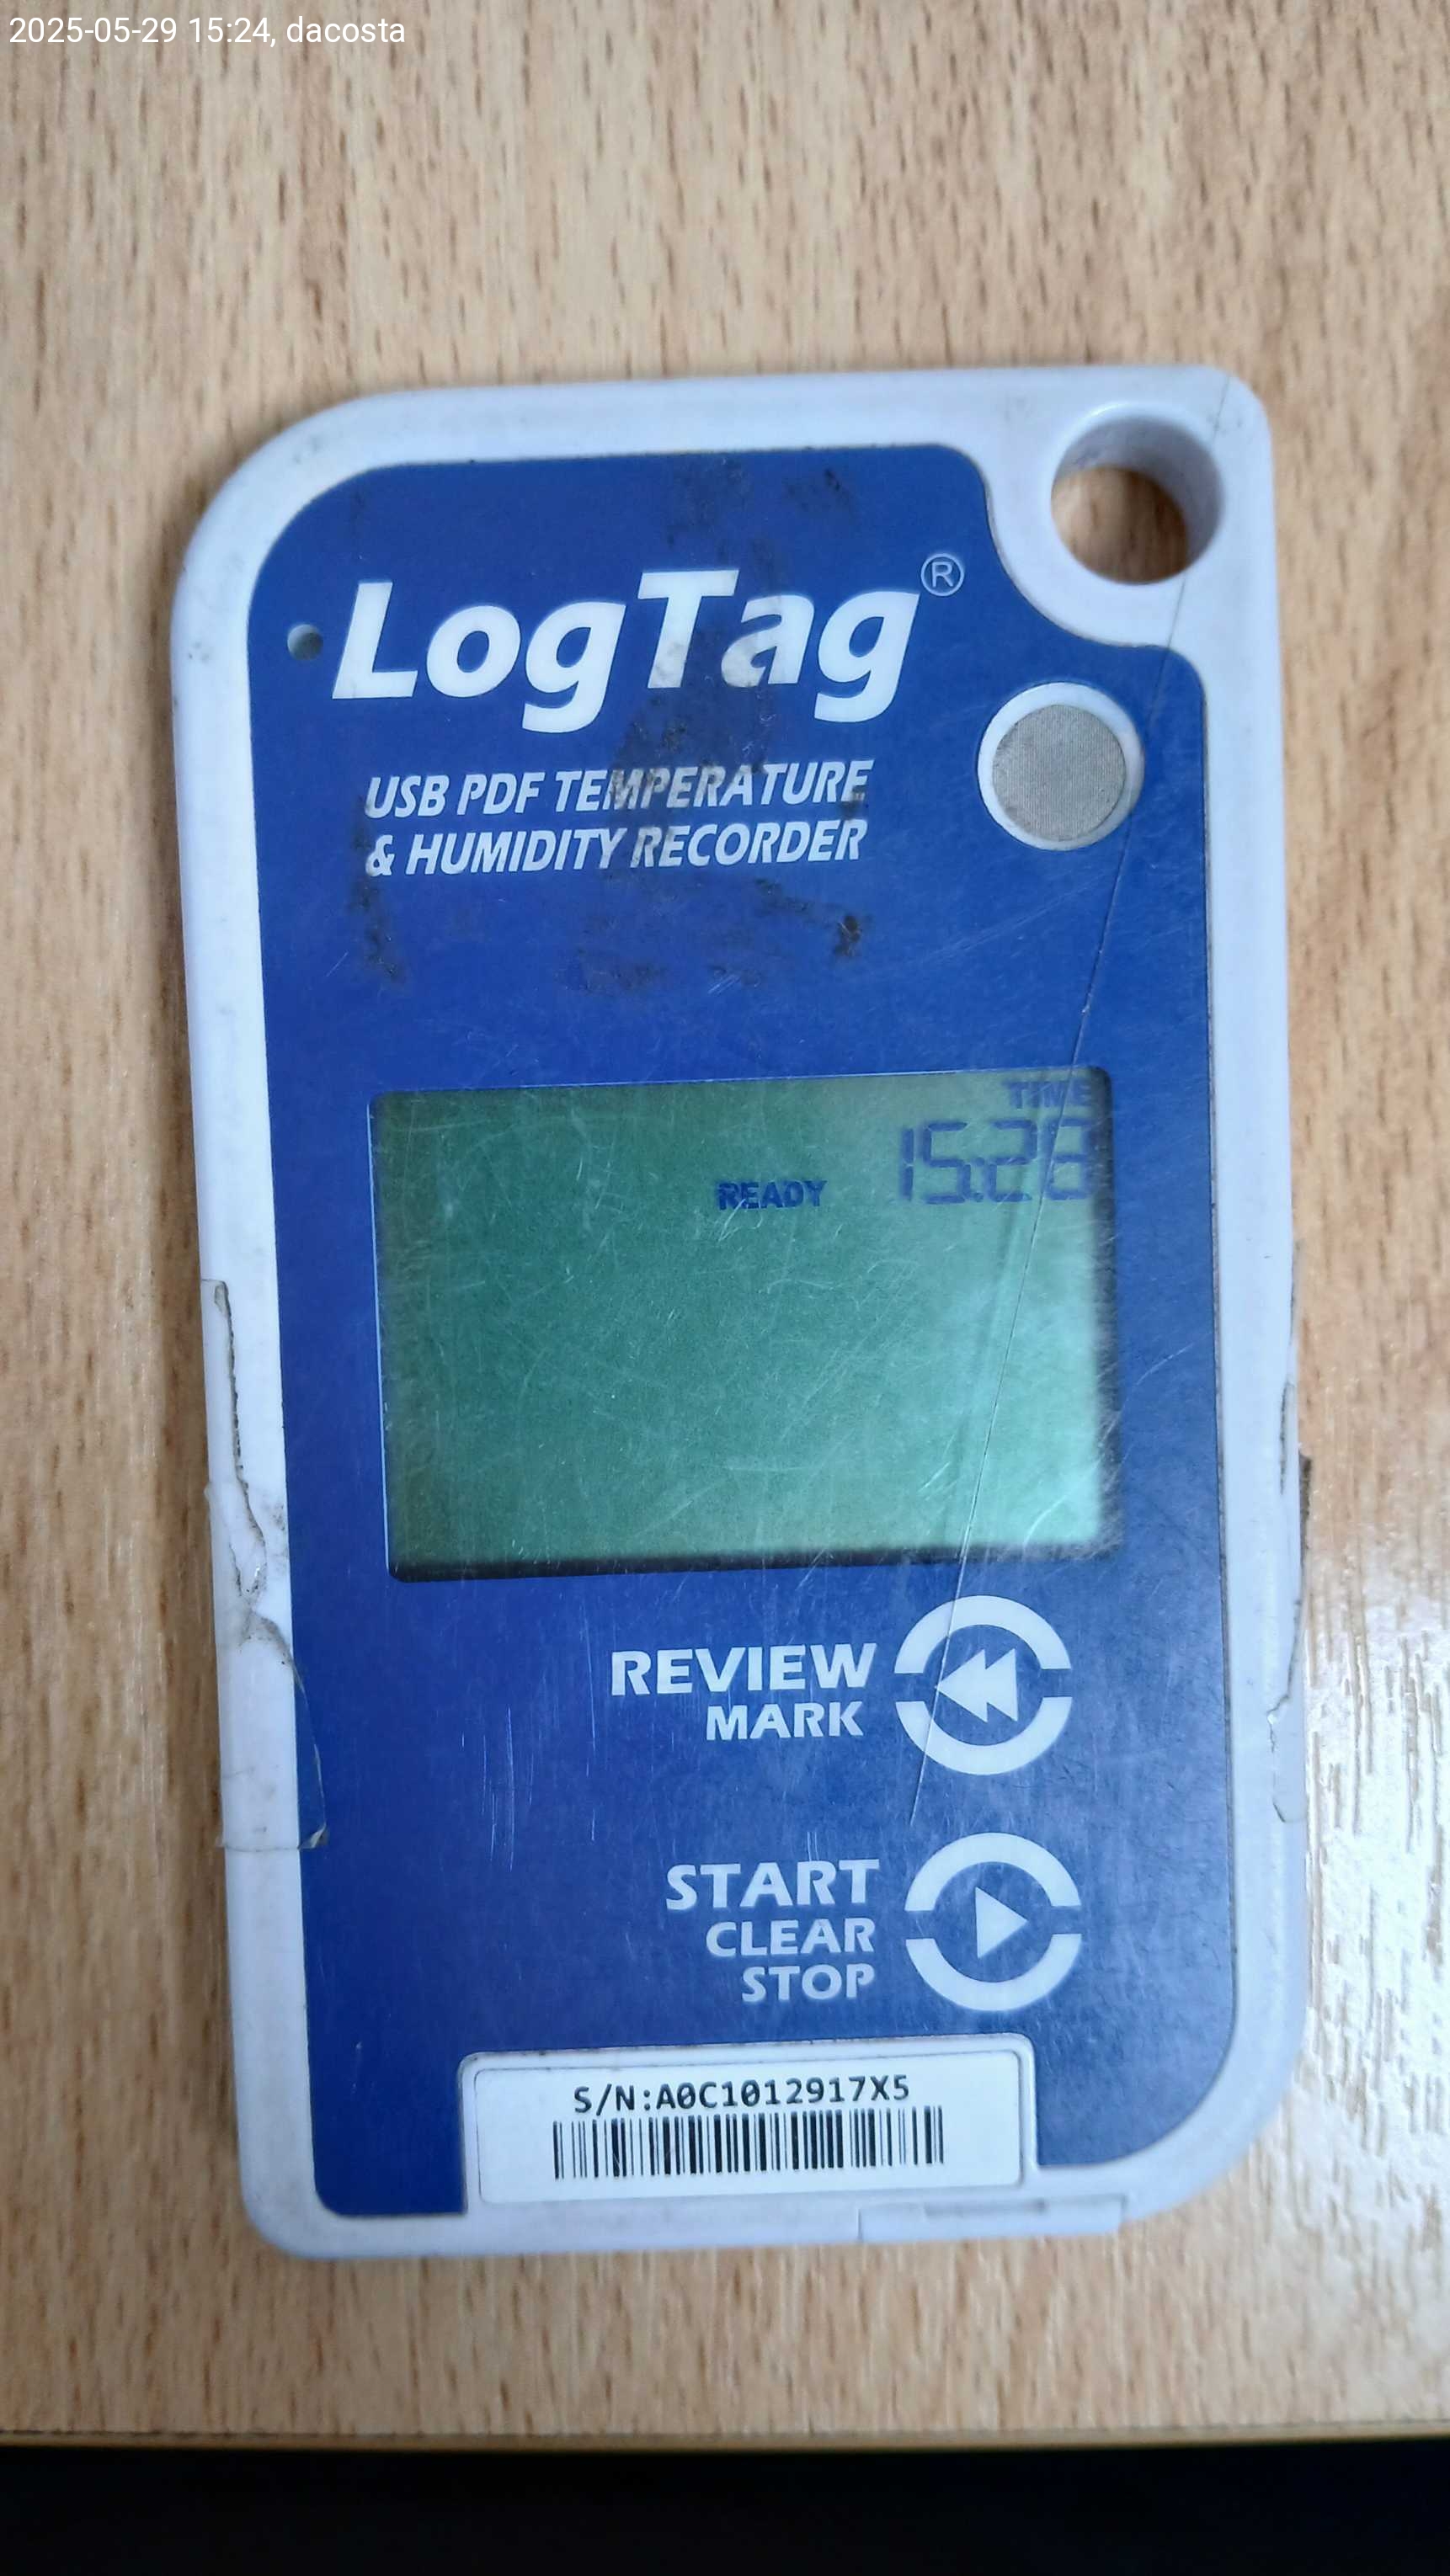 2025-05-29 15:24, dacosta
LogTag®
USB PDF TEMPERATURE
& HUMIDITY RECORDER
TIME
READY 15:28
REVIEW
MARK
START
CLEAR
STOP
S/N:A0C1012917X5